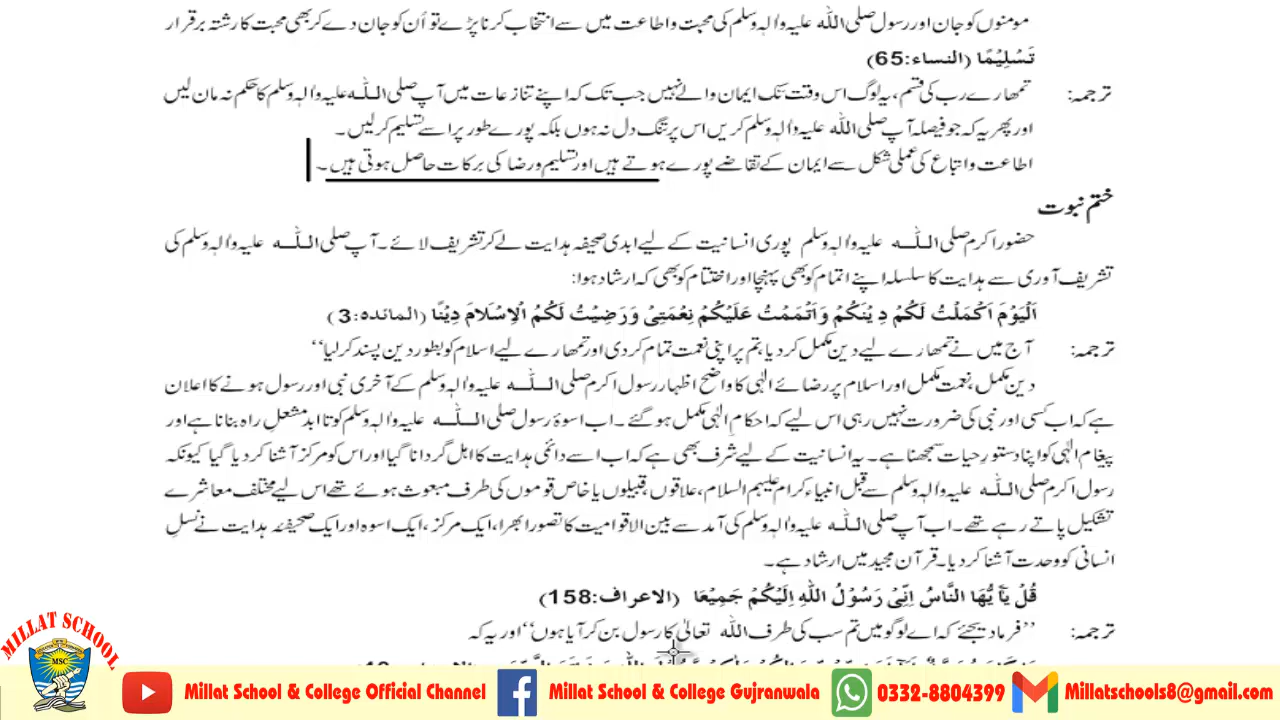 مومنوں کو جان اور رسول صلی اللہ علیہ والہ وسلم کی محبت و اطاعت میں سے انتخاب کرنا پڑے تو اُن کو جان دے کر بھی محبت کا رشتہ برقرار
تَسْلِيْمًا (النساء:65)
ترجمہ: تمھارے رب کی قسم، یہ لوگ اس وقت تک ایمان والے نہیں جب تک کہ اپنے تنازعات میں آپ صلی اللہ علیہ والہ وسلم کا حکم نہ مان لیں
اور پھر یہ کہ جو فیصلہ آپ صلی اللہ علیہ والہ وسلم کریں اس پر تنگ دل نہ ہوں بلکہ پورے طور پر اسے تسلیم کر لیں۔
اطاعت و اتباع کی عملی شکل سے ایمان کے تقاضے پورے ہوتے ہیں اور تسلیم و رضا کی برکات حاصل ہوتی ہیں۔
ختم نبوت
حضور اکرم صلی اللہ علیہ والہ وسلم پوری انسانیت کے لیے ابدی صحیفہ ہدایت لے کر تشریف لائے۔ آپ صلی اللہ علیہ والہ وسلم کی
تشریف آوری سے ہدایت کا سلسلہ اپنے اتمام کو بھی پہنچا اور اختتام کو بھی کہ ارشاد ہوا:
اَلْيَوْمَ اَكْمَلْتُ لَكُمْ دِيْنَكُمْ وَاَتْمَمْتُ عَلَيْكُمْ نِعْمَتِيْ وَرَضِيْتُ لَكُمُ الْاِسْلَامَ دِيْنًا (المائدہ:3)
ترجمہ: آج میں نے تمھارے لیے دین مکمل کر دیا، تم پر اپنی نعمت تمام کر دی اور تمھارے لیے اسلام کو بطور دین پسند کر لیا‘‘
دین مکمل، نعمت مکمل اور اسلام پر رضائے الٰہی کا واضح اظہار رسول اکرم صلی اللہ علیہ والہ وسلم کے آخری نبی اور رسول ہونے کا اعلان
ہے کہ اب کسی اور نبی کی ضرورت نہیں رہی اس لیے کہ احکامِ الٰہی مکمل ہو گئے۔ اب اسوۂ رسول صلی اللہ علیہ والہ وسلم کو تا ابد مشعلِ راہ بنانا ہے اور
پیغام الٰہی کو اپنا دستورِ حیات سمجھنا ہے۔ یہ انسانیت کے لیے شرف بھی ہے کہ اب اسے دائمی ہدایت کا اہل گردانا گیا اور اس کو مرکز آشنا کر دیا گیا کیونکہ
رسول اکرم صلی اللہ علیہ والہ وسلم سے قبل انبیاء کرام علیہم السلام، علاقوں، قبیلوں یا خاص قوموں کی طرف مبعوث ہوئے تھے اس لیے مختلف معاشرے
تشکیل پاتے رہے تھے۔ اب آپ صلی اللہ علیہ والہ وسلم کی آمد سے بین الاقوامیت کا تصور ابھرا، ایک مرکز، ایک اسوہ اور ایک صحیفۂ ہدایت نے نسلِ
انسانی کو وحدت آشنا کر دیا۔ قرآن مجید میں ارشاد ہے۔
قُلْ يٰٓاَ يُّهَا النَّاسُ اِنِّيْ رَسُوْلُ اللّٰهِ اِلَيْكُمْ جَمِيْعَا (الاعراف:158)
ترجمہ: ’’فرما دیجئے کہ اے لوگو میں تم سب کی طرف اللہ تعالیٰ کا رسول بن کر آیا ہوں‘‘ اور یہ کہ
MILLAT SCHOOL
MSC
Millat School & College Official Channel
Millat School & College Gujranwala
0332-8804399
Millatschools8@gmail.com